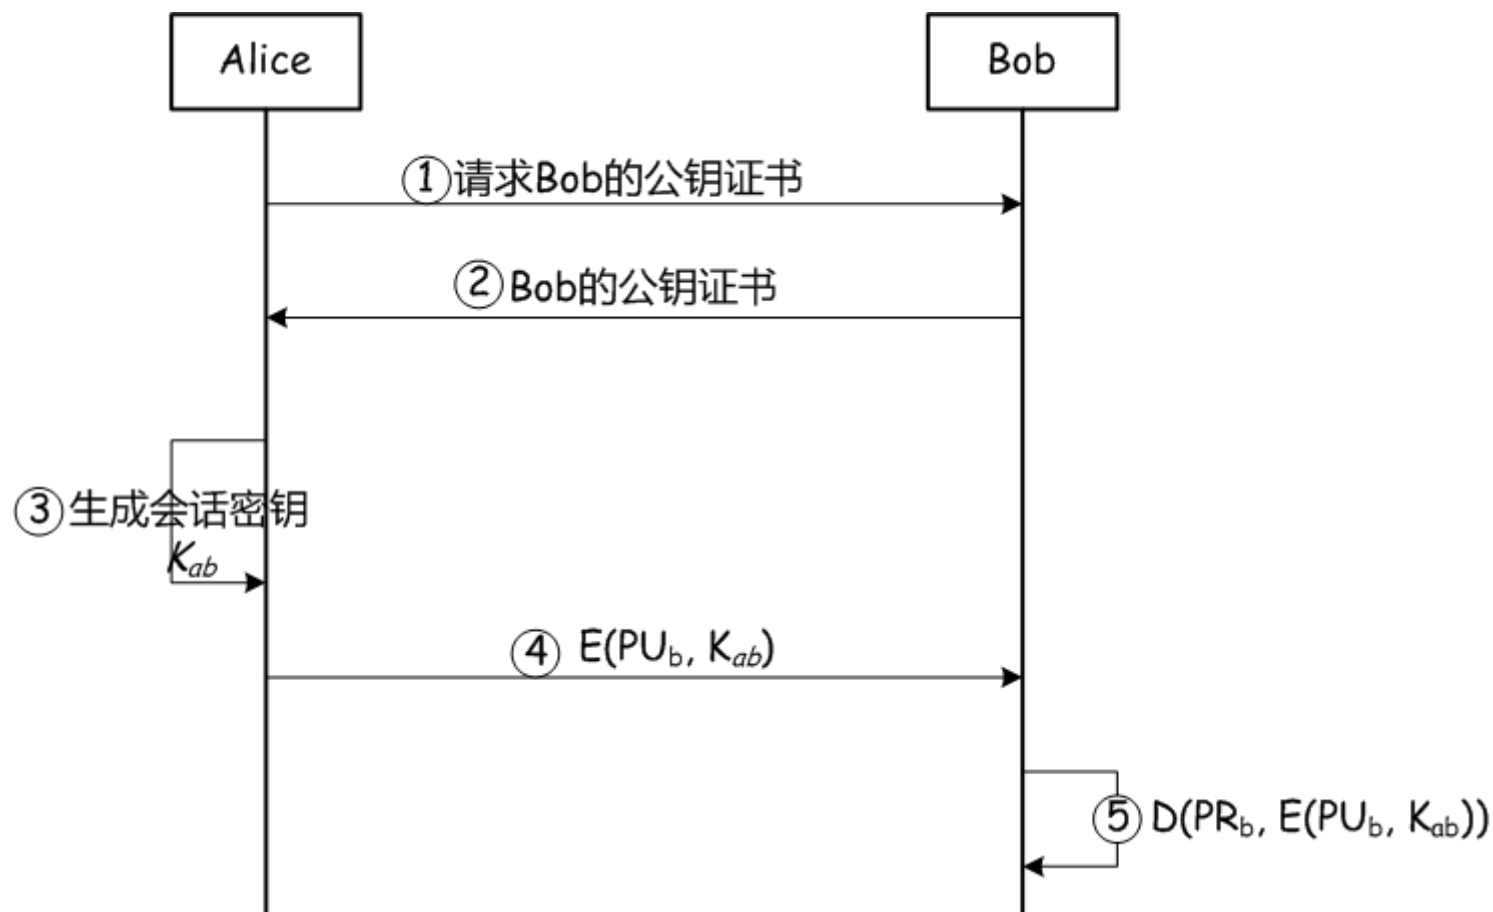 Alice
Bob
①请求Bob的公钥证书
②Bob的公钥证书
③生成会话密钥
Kab
④ E(PUb, Kab)
⑤ D(PRb, E(PUb, Kab))